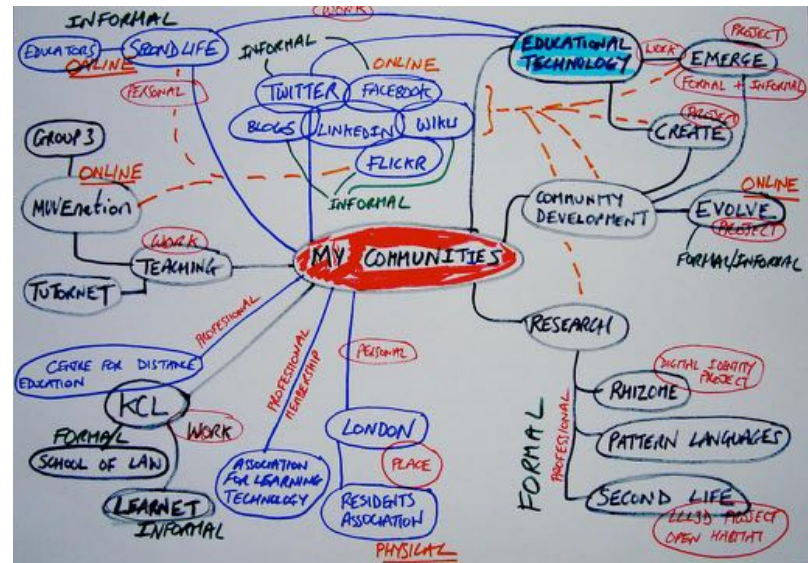 INFORMAL
EDUCATORS
SECOND LIFE
ONLINE
PERSONAL
WORK
INFORMAL
ONLINE
TWITTER
FACEBOOK
BLOGS
LINKEDIN
WIKIS
FLICKR
INFORMAL
EDUCATIONAL
TECHNOLOGY
WORK
PROJECT
EMERGE
FORMAL + INFORMAL
PROJECT
CREATE
COMMUNITY
DEVELOPMENT
ONLINE
EVOLVE
PROJECT
FORMAL/INFORMAL
GROUP 3
ONLINE
MUVEnation
WORK
TEACHING
TUTORNET
MY COMMUNITIES
PROFESSIONAL
CENTRE FOR DISTANCE
EDUCATION
KCL
WORK
FORMAL
SCHOOL OF LAW
LEARNET
INFORMAL
PROFESSIONAL
MEMBERSHIP
ASSOCIATION
FOR LEARNING
TECHNOLOGY
PERSONAL
LONDON
PLACE
RESIDENTS
ASSOCIATION
PHYSICAL
RESEARCH
FORMAL
PROFESSIONAL
DIGITAL IDENTITY
PROJECT
RHIZOME
PATTERN LANGUAGES
SECOND LIFE
LLL3D PROJECT
OPEN HABITAT